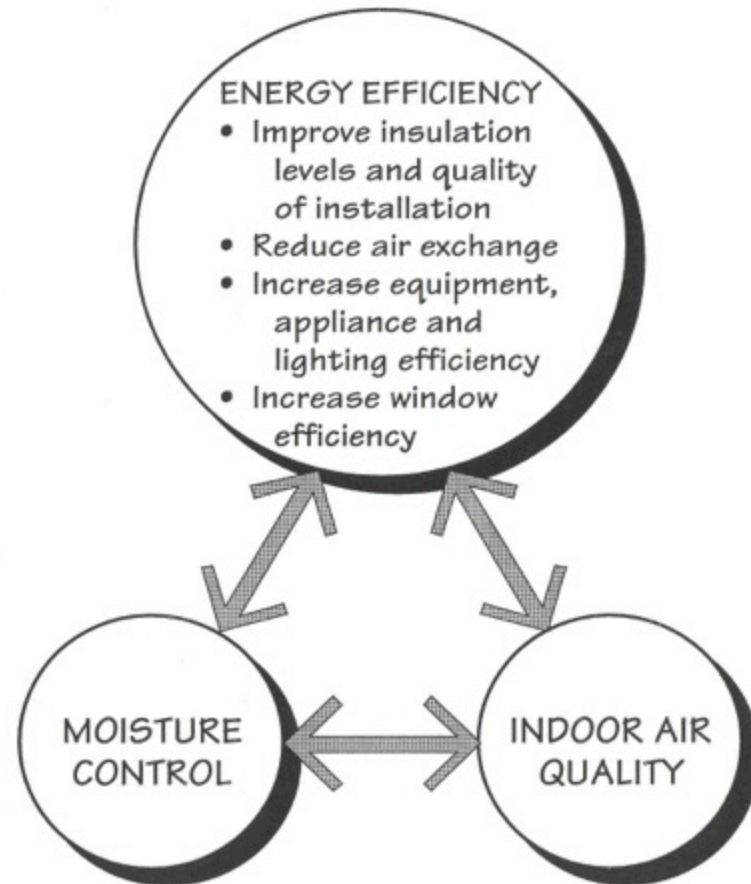 ENERGY EFFICIENCY
• Improve insulation
levels and quality
of installation
• Reduce air exchange
• Increase equipment,
appliance and
lighting efficiency
• Increase window
efficiency
MOISTURE
CONTROL
INDOOR AIR
QUALITY